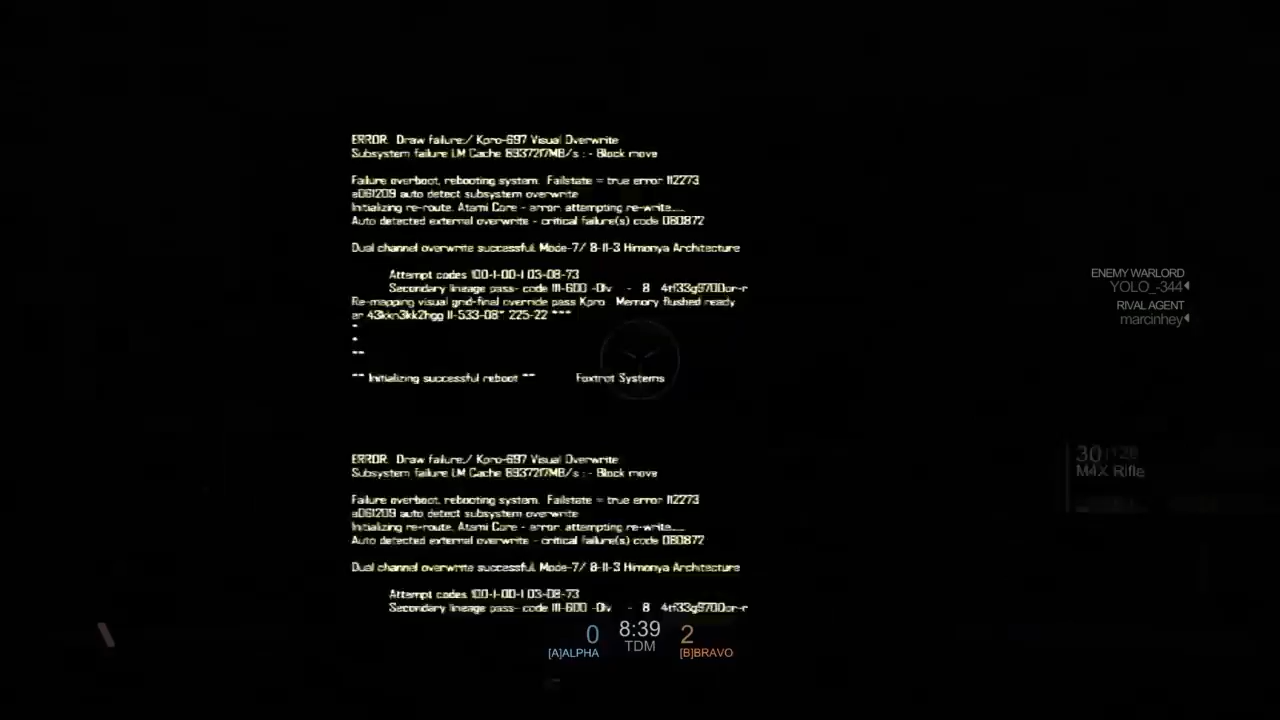 ERROR. Draw failure:/ Kpro-697 Visual Overwrite
Subsystem failure LM Cache 89372f7MB/s : - Block move
Failure overboot, rebooting system. Failstate = true error 112273
a061209 auto detect subsystem overwrite
Initializing re-route. Atami Core - error: attempting re-write....
Auto detected external overwrite - critical failure(s) code 080872
Dual channel overwrite successful. Mode-7/ 8-11-3 Himonya Architecture
Attempt codes 100-1-00-1 03-08-73
Secondary lineage pass- code 111-600 -Div - 8
Re-mapping visual grid-final override pass Kpro Memory flushed ready
er 43kkn3kk2hgg 11-533-08* 225-22 ***
*
*
**
** Initializing successful reboot ** Foxtrot Systems
ENEMY WARLORD
YOLO_-344
RIVAL AGENT
marcinhey
ERROR. Draw failure:/ Kpro-697 Visual Overwrite
Subsystem failure LM Cache 89372f7MB/s : - Block move
30
M4X Rifle
Failure overboot, rebooting system. Failstate = true error 112273
a061209 auto detect subsystem overwrite
Initializing re-route. Atami Core - error: attempting re-write....
Auto detected external overwrite - critical failure(s) code 080872
Dual channel overwrite successful. Mode-7/ 8-11-3 Himonya Architecture
Attempt codes 100-1-00-1 03-08-73
Secondary lineage pass- code 111-600 -Div - 8
0 8:39 2
[A]ALPHA TDM [B]BRAVO